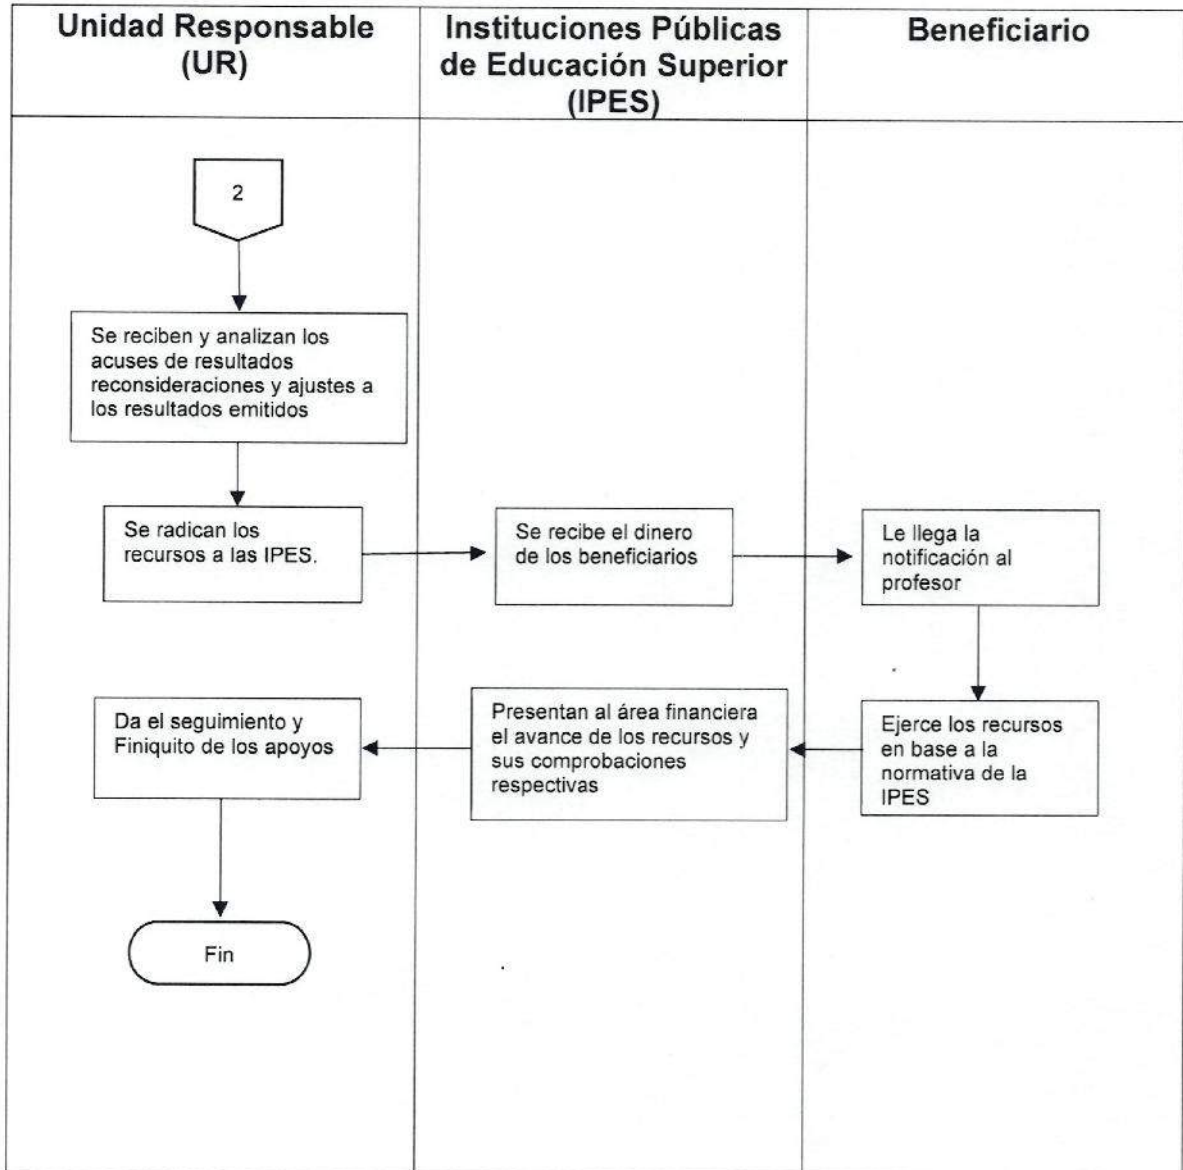 Unidad Responsable
(UR)
Instituciones Públicas
de Educación Superior
(IPES)
Beneficiario
2
Se reciben y analizan los
acuses de resultados
reconsideraciones y ajustes a
los resultados emitidos
Se radican los
recursos a las IPES.
Se recibe el dinero
de los beneficiarios
Le llega la
notificación al
profesor
Ejerce los recursos
en base a la
normativa de la
IPES
Presentan al área financiera
el avance de los recursos y
sus comprobaciones
respectivas
Da el seguimiento y
Finiquito de los apoyos
Fin